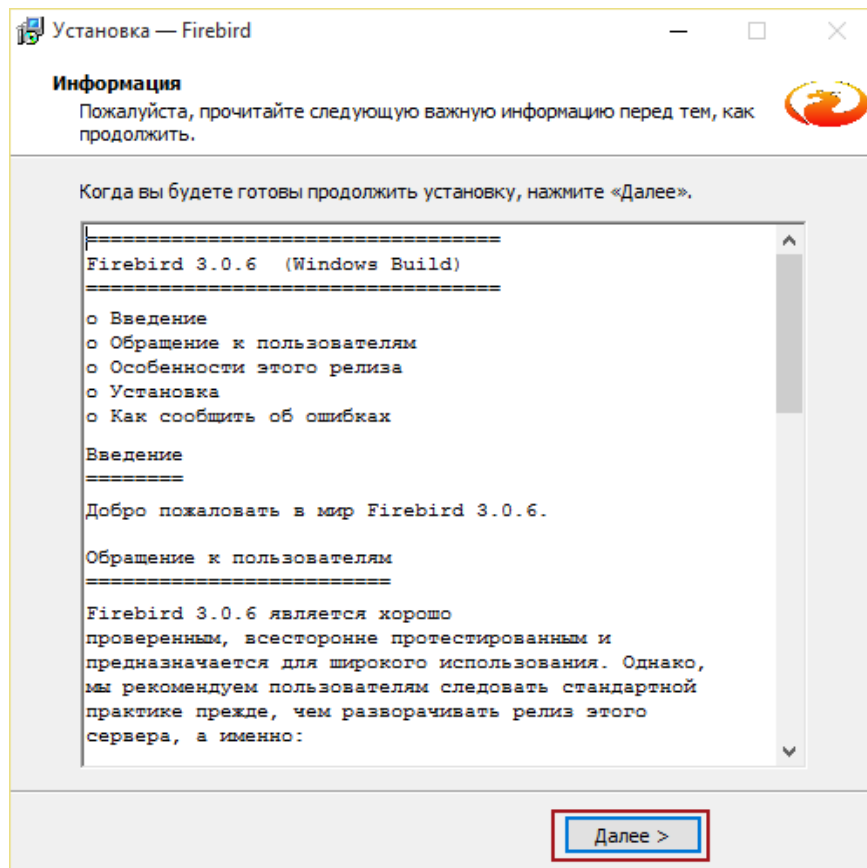 Установка — Firebird
Информация
Пожалуйста, прочитайте следующую важную информацию перед тем, как
продолжить.
Когда вы будете готовы продолжить установку, нажмите «Далее».
==================================
Firebird 3.0.6  (Windows Build)
==================================
o Введение
o Обращение к пользователям
o Особенности этого релиза
o Установка
o Как сообщить об ошибках
Введение
========
Добро пожаловать в мир Firebird 3.0.6.
Обращение к пользователям
=========================
Firebird 3.0.6 является хорошо
проверенным, всесторонне протестированным и
предназначается для широкого использования. Однако,
мы рекомендуем пользователям следовать стандартной
практике прежде, чем разворачивать релиз этого
сервера, а именно:
Далее >